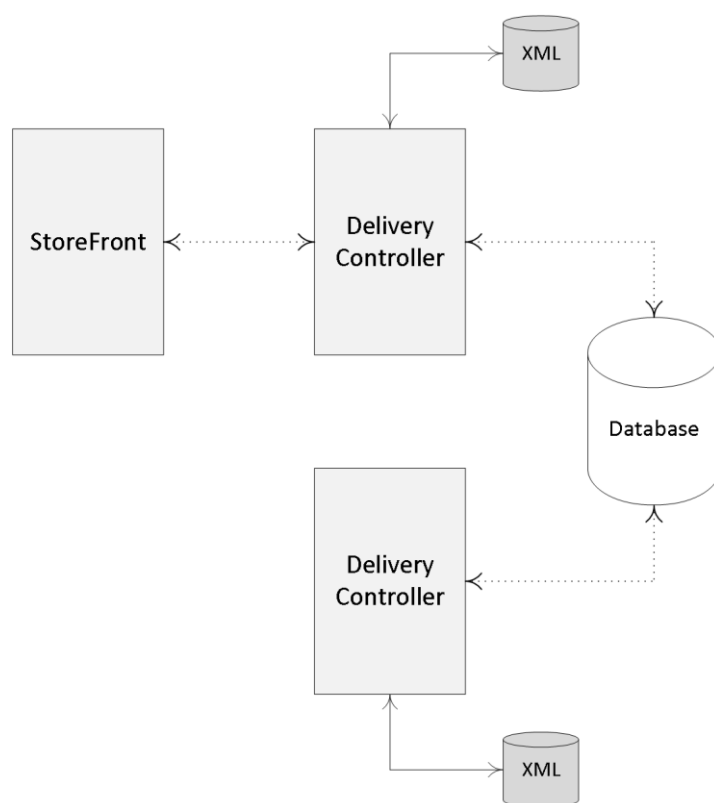 XML
StoreFront
Delivery
Controller
Database
Delivery
Controller
XML